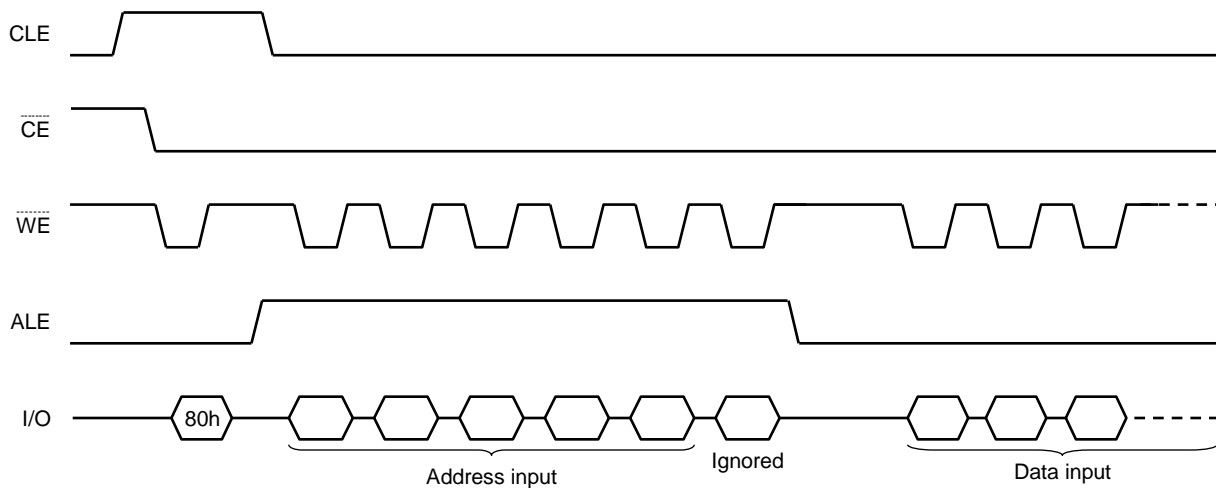 CLE
CE
WE
ALE
I/O
80h
Address input
Ignored
Data input